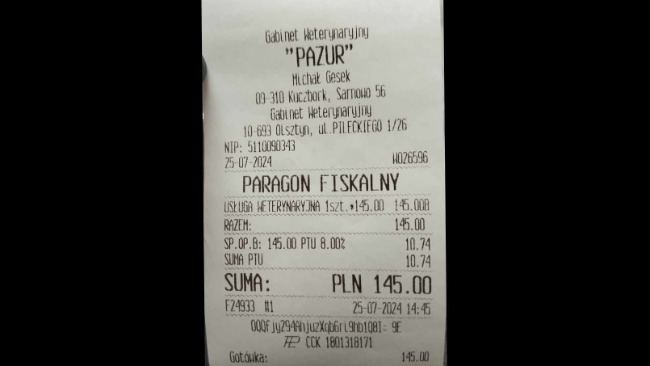 Gabinet Weterynaryjny
"PAZUR"
Michał Gesek
09-310 Kuczbork, Sarnowo 56
Gabinet Weterynaryjny
10-693 Olsztyn, ul.PILECKIEGO 1/26
NIP: 5110090343
25-07-2024 W026596
PARAGON FISKALNY
USŁUGA WETERYNARYJNA 1szt.*145.00 145.00B
RAZEM: 145.00
SP.OP.B: 145.00 PTU 8.00% 10.74
SUMA PTU 10.74
SUMA: PLN 145.00
F24933 #1 25-07-2024 14:45
9E
CCK 1801318171
Gotówka: 145.00